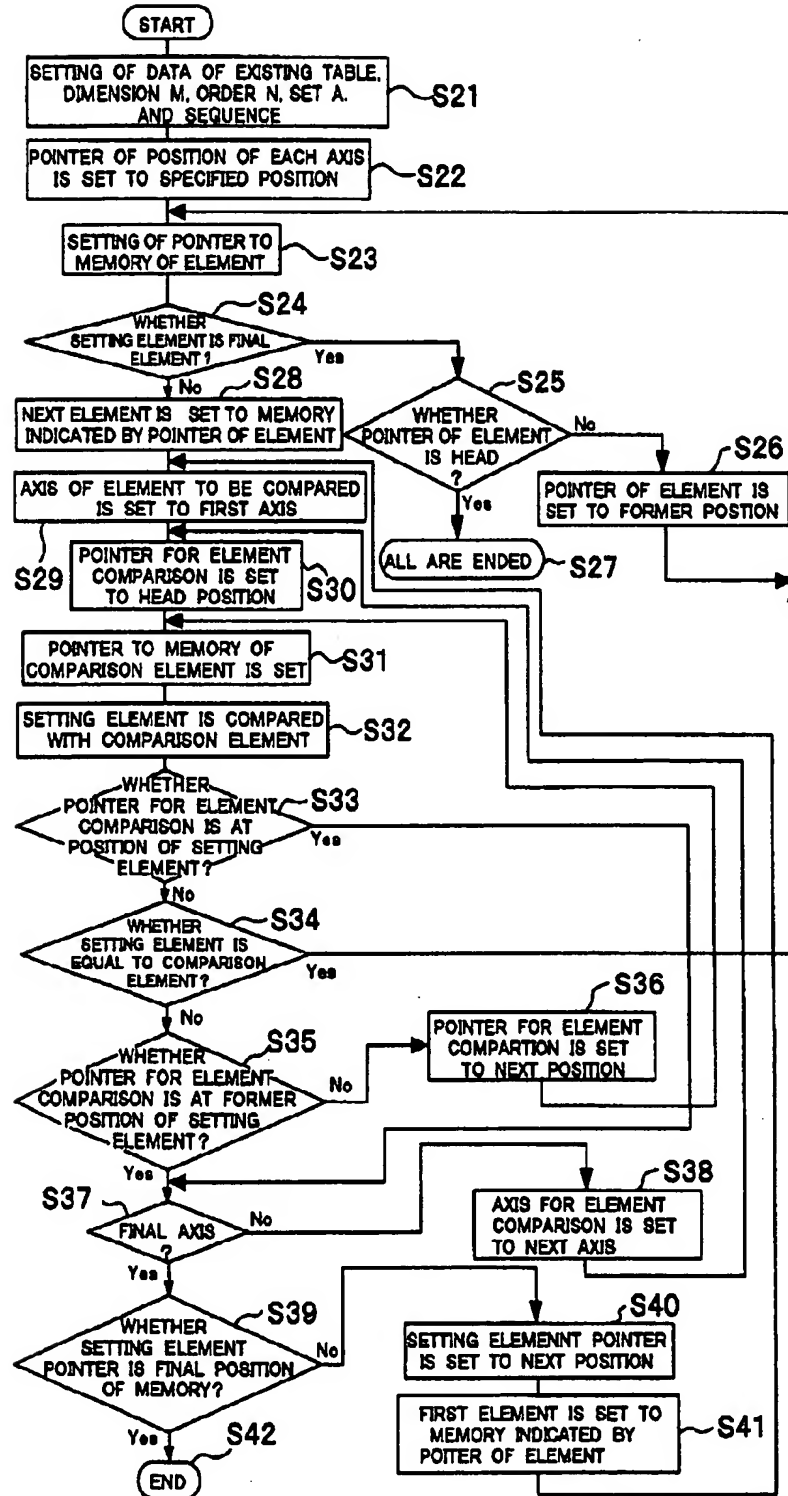 START
SETTING OF DATA OF EXISTING TABLE,
DIMENSION M, ORDER N, SET A.
AND SEQUENCE
S21
POINTER OF POSITION OF EACH AXIS
IS SET TO SPECIFIED POSITION
S22
SETTING OF POINTER TO
MEMORY OF ELEMENT
S23
S24
WHETHER
SETTING ELEMENT IS FINAL
ELEMENT?
Yes
No
S25
WHETHER
POINTER OF ELEMENT
IS HEAD
?
No
Yes
S26
POINTER OF ELEMENT IS
SET TO FORMER POSTION
ALL ARE ENDED
S27
S28
NEXT ELEMENT IS SET TO MEMORY
INDICATED BY POINTER OF ELEMENT
AXIS OF ELEMENT TO BE COMPARED
IS SET TO FIRST AXIS
S29
POINTER FOR ELEMENT
COMPARISON IS SET
TO HEAD POSITION
S30
POINTER TO MEMORY OF
COMPARISON ELEMENT IS SET
S31
SETTING ELEMENT IS COMPARED
WITH COMPARISON ELEMENT
S32
WHETHER
POINTER FOR ELEMENT
COMPARISON IS AT
POSITION OF SETTING
ELEMENT?
S33
Yes
No
S34
WHETHER
SETTING ELEMENT IS
EQUAL TO COMPARISON
ELEMENT?
Yes
No
S35
WHETHER
POINTER FOR ELEMENT
COMPARISON IS AT FORMER
POSITION OF SETTING
ELEMENT?
No
Yes
S36
POINTER FOR ELEMENT
COMPARTION IS SET
TO NEXT POSITION
S37
FINAL AXIS
?
No
Yes
S38
AXIS FOR ELEMENT
COMPARISON IS SET
TO NEXT AXIS
S39
WHETHER
SETTING ELEMENT
POINTER IS FINAL POSITION
OF MEMORY?
No
Yes
S40
SETTING ELEMENNT POINTER
IS SET TO NEXT POSITION
FIRST ELEMENT IS SET TO
MEMORY INDICATED BY
POITTER OF ELEMENT
S41
S42
END